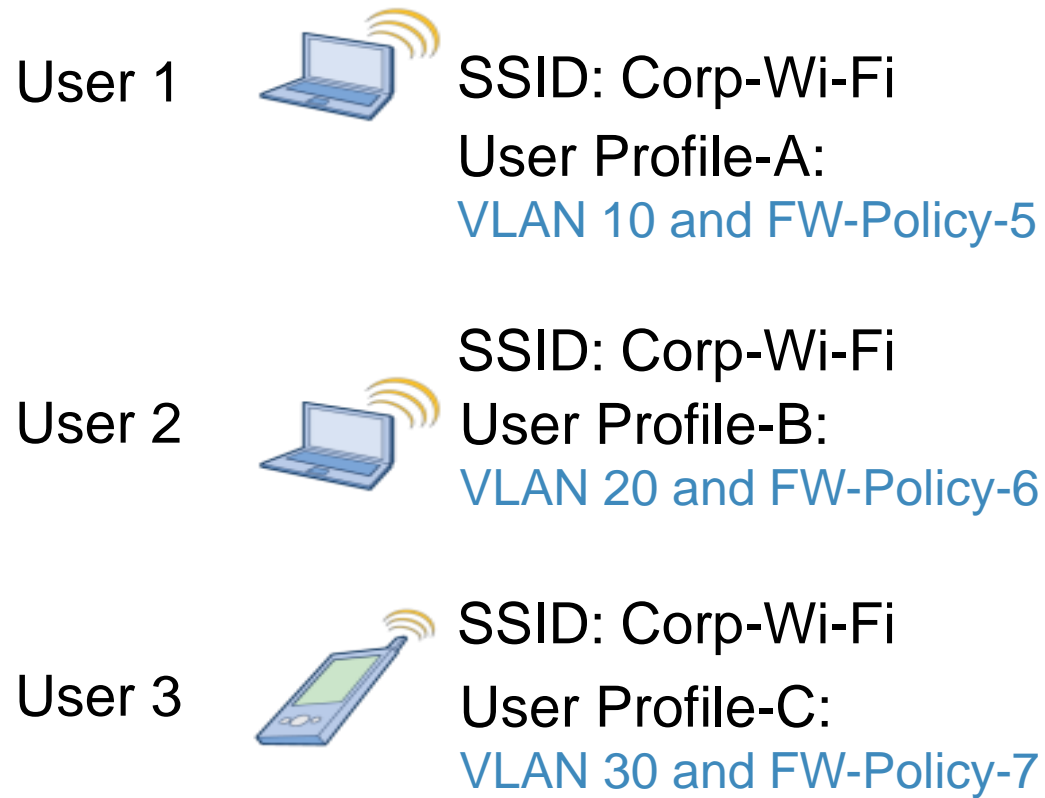 User 1
SSID: Corp-Wi-Fi
User Profile-A:
VLAN 10 and FW-Policy-5
User 2
SSID: Corp-Wi-Fi
User Profile-B:
VLAN 20 and FW-Policy-6
User 3
SSID: Corp-Wi-Fi
User Profile-C:
VLAN 30 and FW-Policy-7